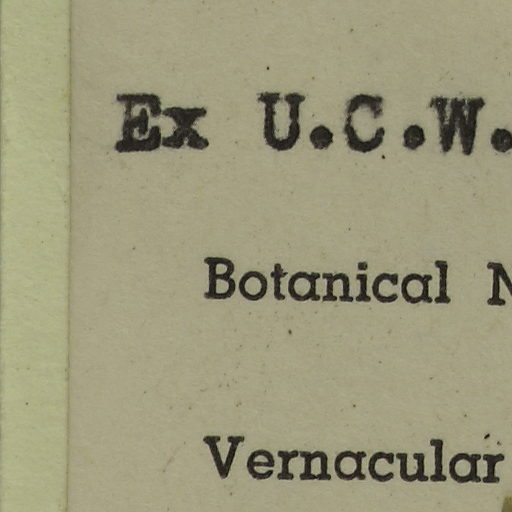 Ex U.C.W.
Botanical N
Vernacular